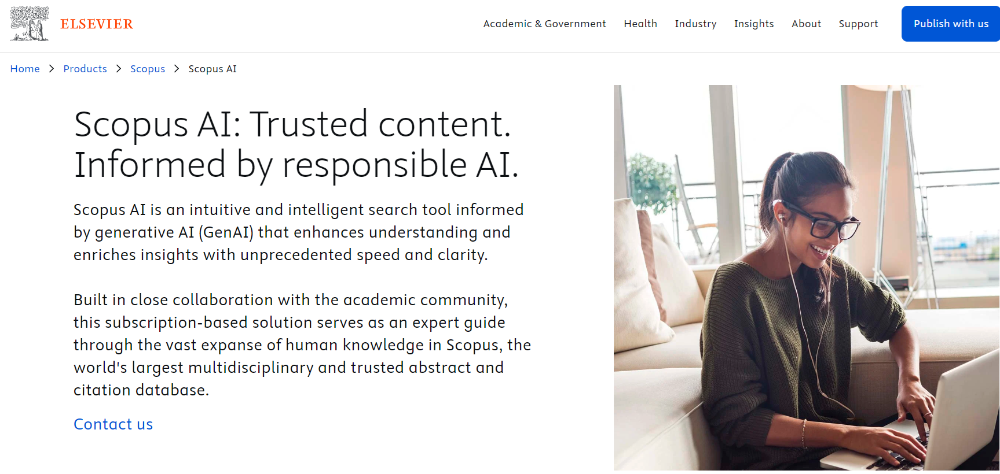 ELSEVIER
Academic & Government Health Industry Insights About Support Publish with us
Home > Products > Scopus > Scopus AI
Scopus AI: Trusted content.
Informed by responsible AI.
Scopus AI is an intuitive and intelligent search tool informed
by generative AI (GenAI) that enhances understanding and
enriches insights with unprecedented speed and clarity.
Built in close collaboration with the academic community,
this subscription-based solution serves as an expert guide
through the vast expanse of human knowledge in Scopus, the
world's largest multidisciplinary and trusted abstract and
citation database.
Contact us